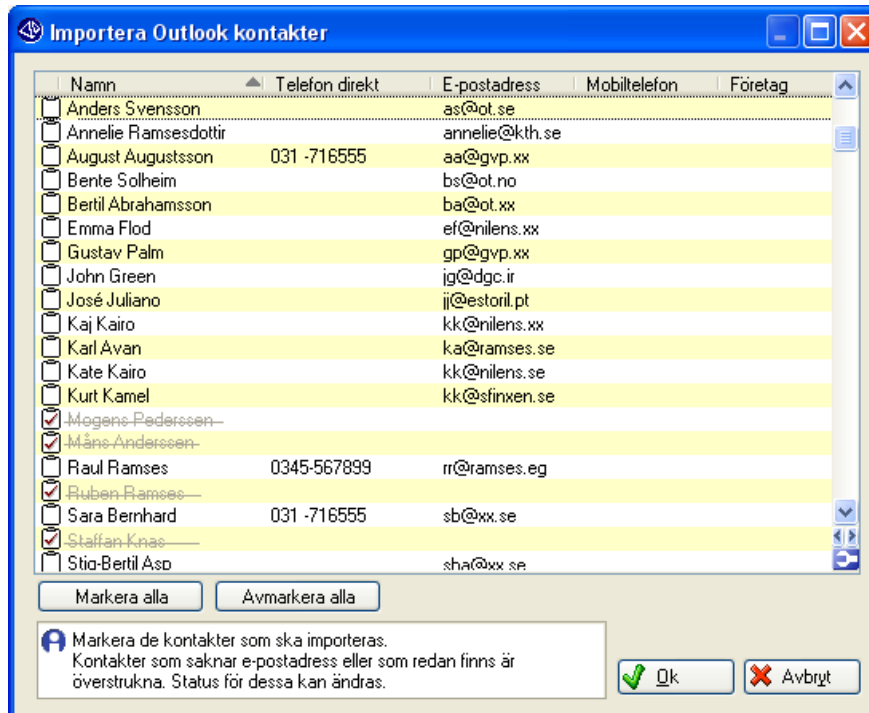 Importera Outlook kontakter
Namn Telefon direkt E-postadress Mobiltelefon Företag
Anders Svensson as@ot.se
Annelie Ramsesdottir annelie@kth.se
August Augustsson 031 -716555 aa@gvp.xx
Bente Solheim bs@ot.no
Bertil Abrahamsson ba@ot.xx
Emma Flod ef@nilens.xx
Gustav Palm gp@gvp.xx
John Green jg@dgc.ir
José Juliano jj@estoril.pt
Kaj Kairo kk@nilens.xx
Karl Avan ka@ramses.se
Kate Kairo kk@nilens.se
Kurt Kamel kk@sfinxen.se
Mogens Pederssen
Måns Anderssen
Raul Ramses 0345-567899 rr@ramses.eg
Ruben Ramses
Sara Bernhard 031 -716555 sb@xx.se
Staffan Knas
Stig-Bertil Asp sha@xx.se
Markera alla Avmarkera alla
Markera de kontakter som ska importeras.
Kontakter som saknar e-postadress eller som redan finns är
överstrukna. Status för dessa kan ändras.
Ok Avbryt